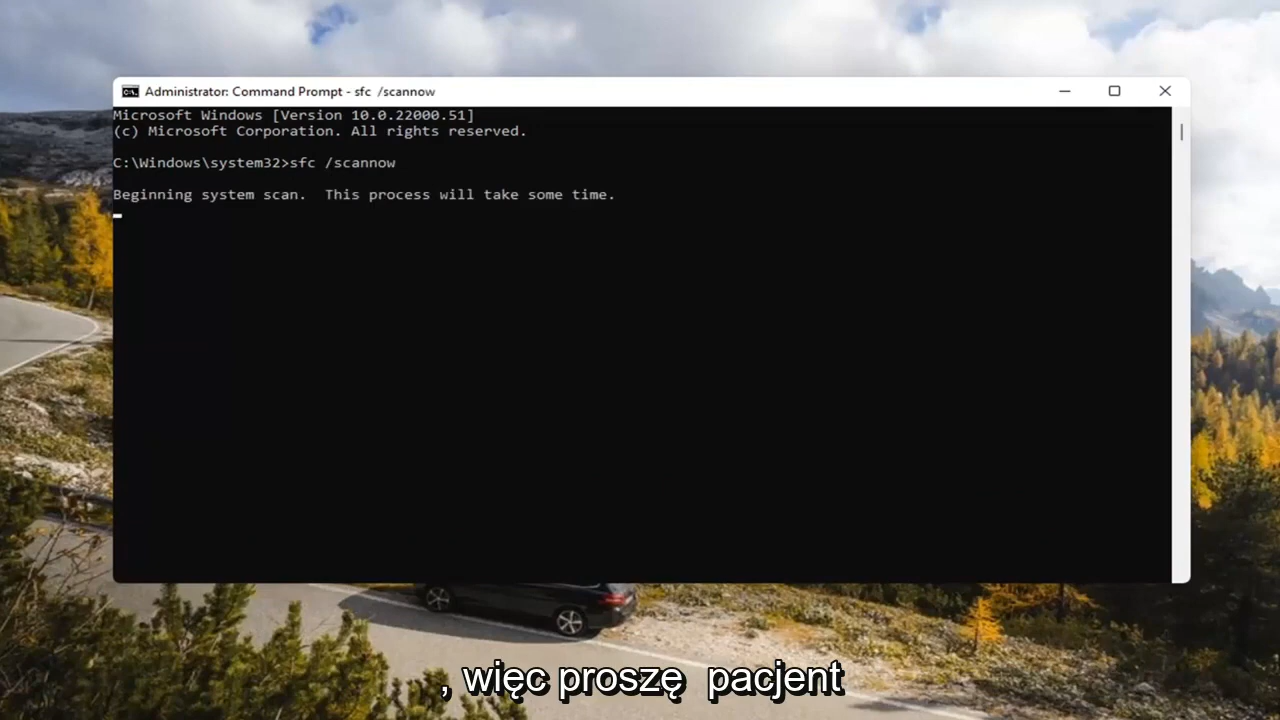 Administrator: Command Prompt - sfc /scannow
Microsoft Windows [Version 10.0.22000.51]
(c) Microsoft Corporation. All rights reserved.
C:\Windows\system32>sfc /scannow
Beginning system scan.  This process will take some time.
, więc proszę  pacjent